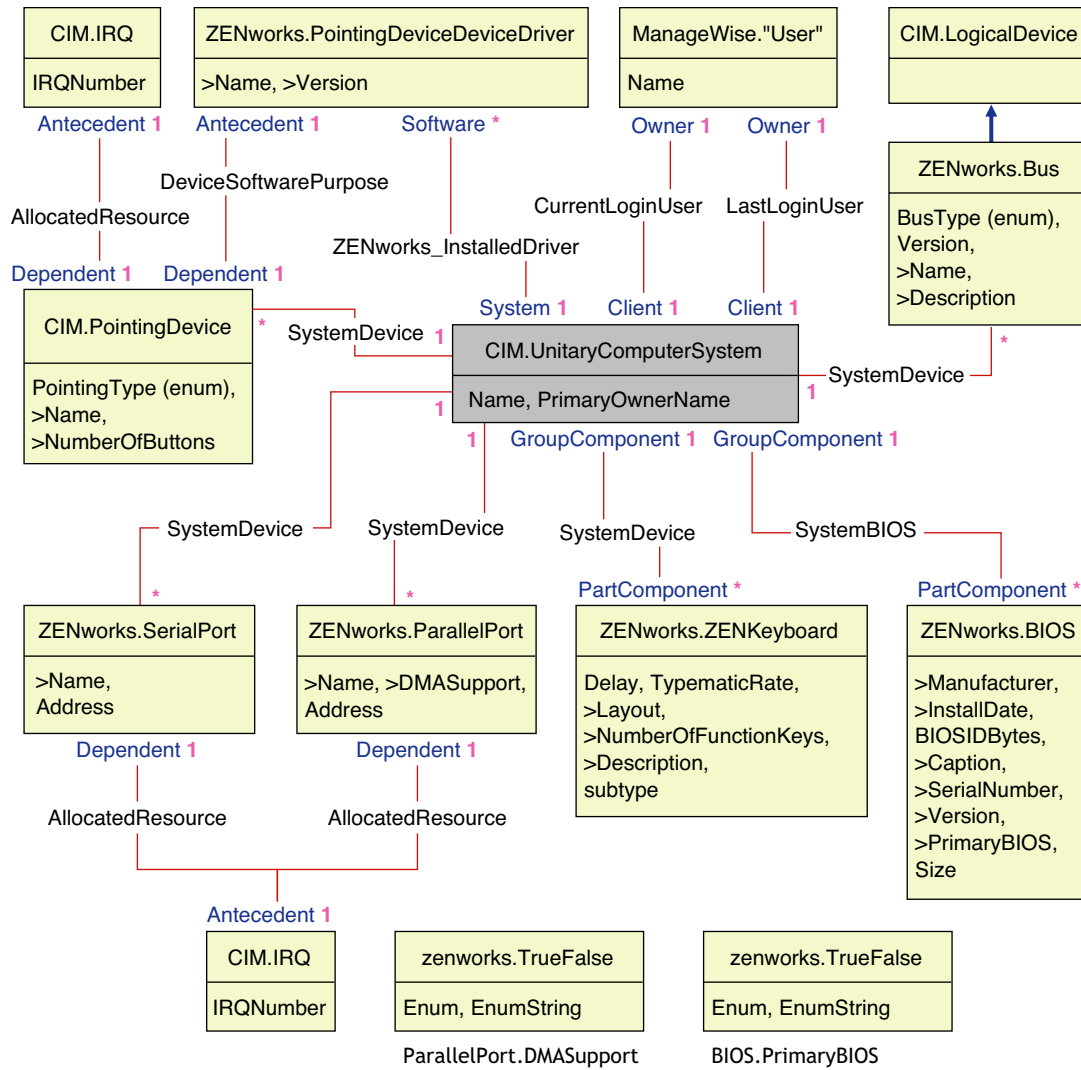 CIM.IRQ
IRQNumber
ZENworks.PointingDeviceDeviceDriver
>Name, >Version
ManageWise."User"
Name
CIM.LogicalDevice
Antecedent 1
Antecedent 1
Software *
Owner 1
Owner 1
DeviceSoftwarePurpose
AllocatedResource
CurrentLoginUser
LastLoginUser
ZENworks_InstalledDriver
ZENworks.Bus
BusType (enum),
Version,
>Name,
>Description
*
Dependent 1
Dependent 1
System 1
Client 1
Client 1
CIM.PointingDevice
PointingType (enum),
>Name,
>NumberOfButtons
*
SystemDevice
1
CIM.UnitaryComputerSystem
Name, PrimaryOwnerName
SystemDevice
1
1
1
GroupComponent 1
GroupComponent 1
SystemDevice
SystemDevice
SystemDevice
SystemBIOS
*
*
PartComponent *
PartComponent *
ZENworks.SerialPort
>Name,
Address
ZENworks.ParallelPort
>Name, >DMASupport,
Address
ZENworks.ZENKeyboard
Delay, TypematicRate,
>Layout,
>NumberOfFunctionKeys,
>Description,
subtype
ZENworks.BIOS
>Manufacturer,
>InstallDate,
BIOSIDBytes,
>Caption,
>SerialNumber,
>Version,
>PrimaryBIOS,
Size
Dependent 1
Dependent 1
AllocatedResource
AllocatedResource
Antecedent 1
CIM.IRQ
IRQNumber
zenworks.TrueFalse
Enum, EnumString
ParallelPort.DMASupport
zenworks.TrueFalse
Enum, EnumString
BIOS.PrimaryBIOS